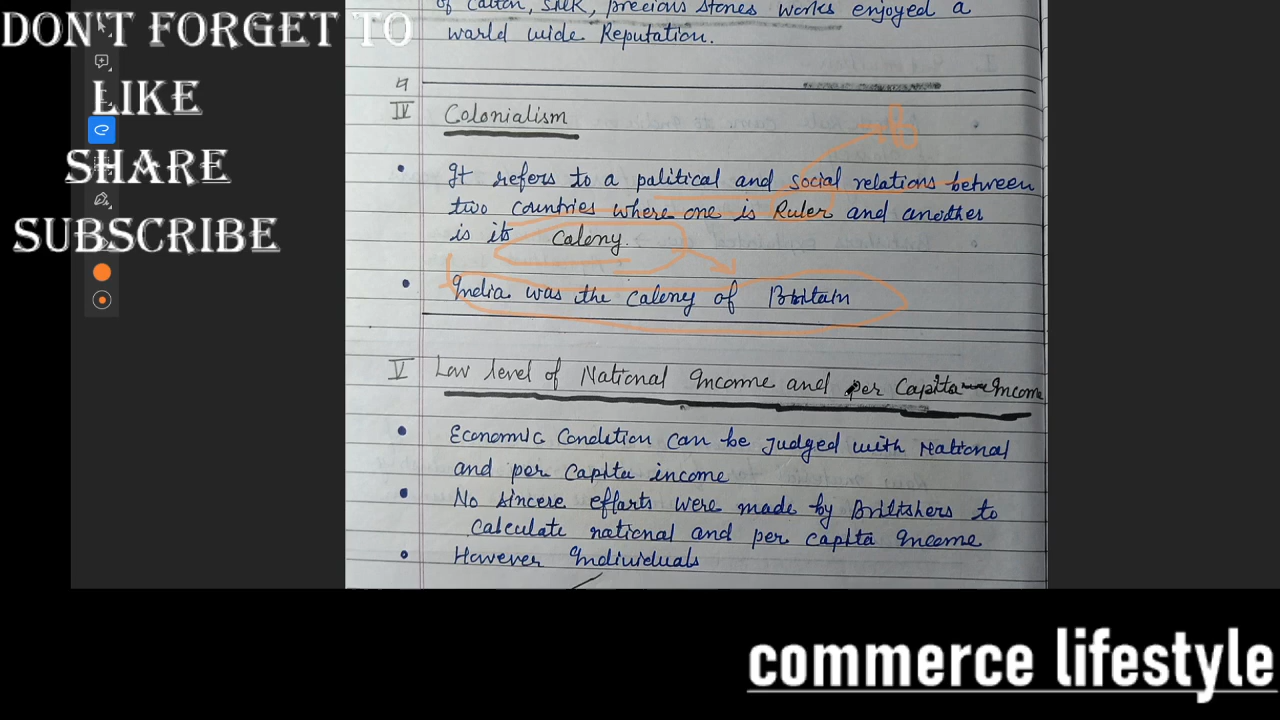 DON'T FORGET TO
LIKE
SHARE
SUBSCRIBE
of Cotton, Silk, precious stones works enjoyed a
world wide Reputation.
IV Colonialism
• It refers to a political and social relations between
two countries where one is Ruler and another
is its colony.
• India was the colony of Britain
V Low level of National Income and per Capita Income
• Economic Condition can be judged with National
and per capita income
• No sincere efforts were made by Britishers to
calculate national and per capita Income
• However Individuals
commerce lifestyle